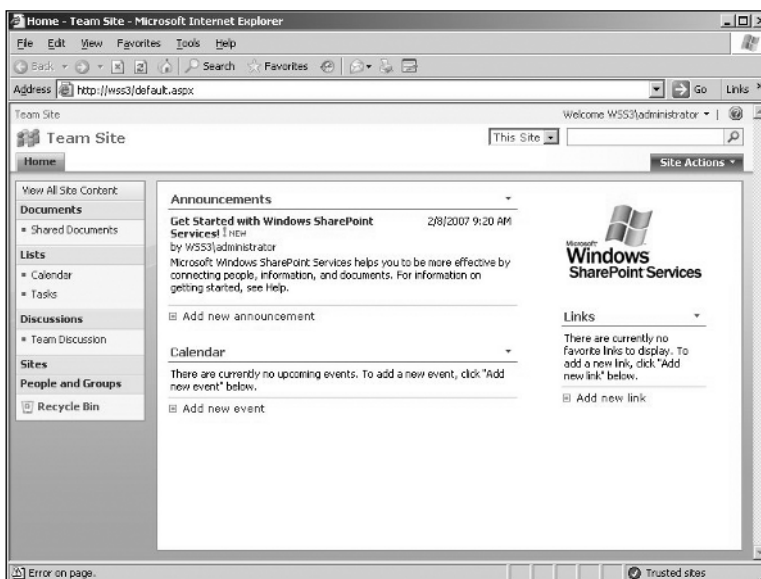 Home - Team Site - Microsoft Internet Explorer
File Edit View Favorites Tools Help
Back Search Favorites
Address http://wss3/default.aspx Go Links
Team Site Welcome WSS3\administrator
Team Site This Site
Home Site Actions
View All Site Content
Documents
Shared Documents
Lists
Calendar
Tasks
Discussions
Team Discussion
Sites
People and Groups
Recycle Bin
Announcements
Get Started with Windows SharePoint 2/8/2007 9:20 AM
Services! NEW
by WSS3\administrator
Microsoft Windows SharePoint Services helps you to be more effective by
connecting people, information, and documents. For information on
getting started, see Help.
Add new announcement
Calendar
There are currently no upcoming events. To add a new event, click "Add
new event" below.
Add new event
Microsoft
Windows
SharePoint Services
Links
There are currently no
favorite links to display. To
add a new link, click "Add
new link" below.
Add new link
Error on page. Trusted sites